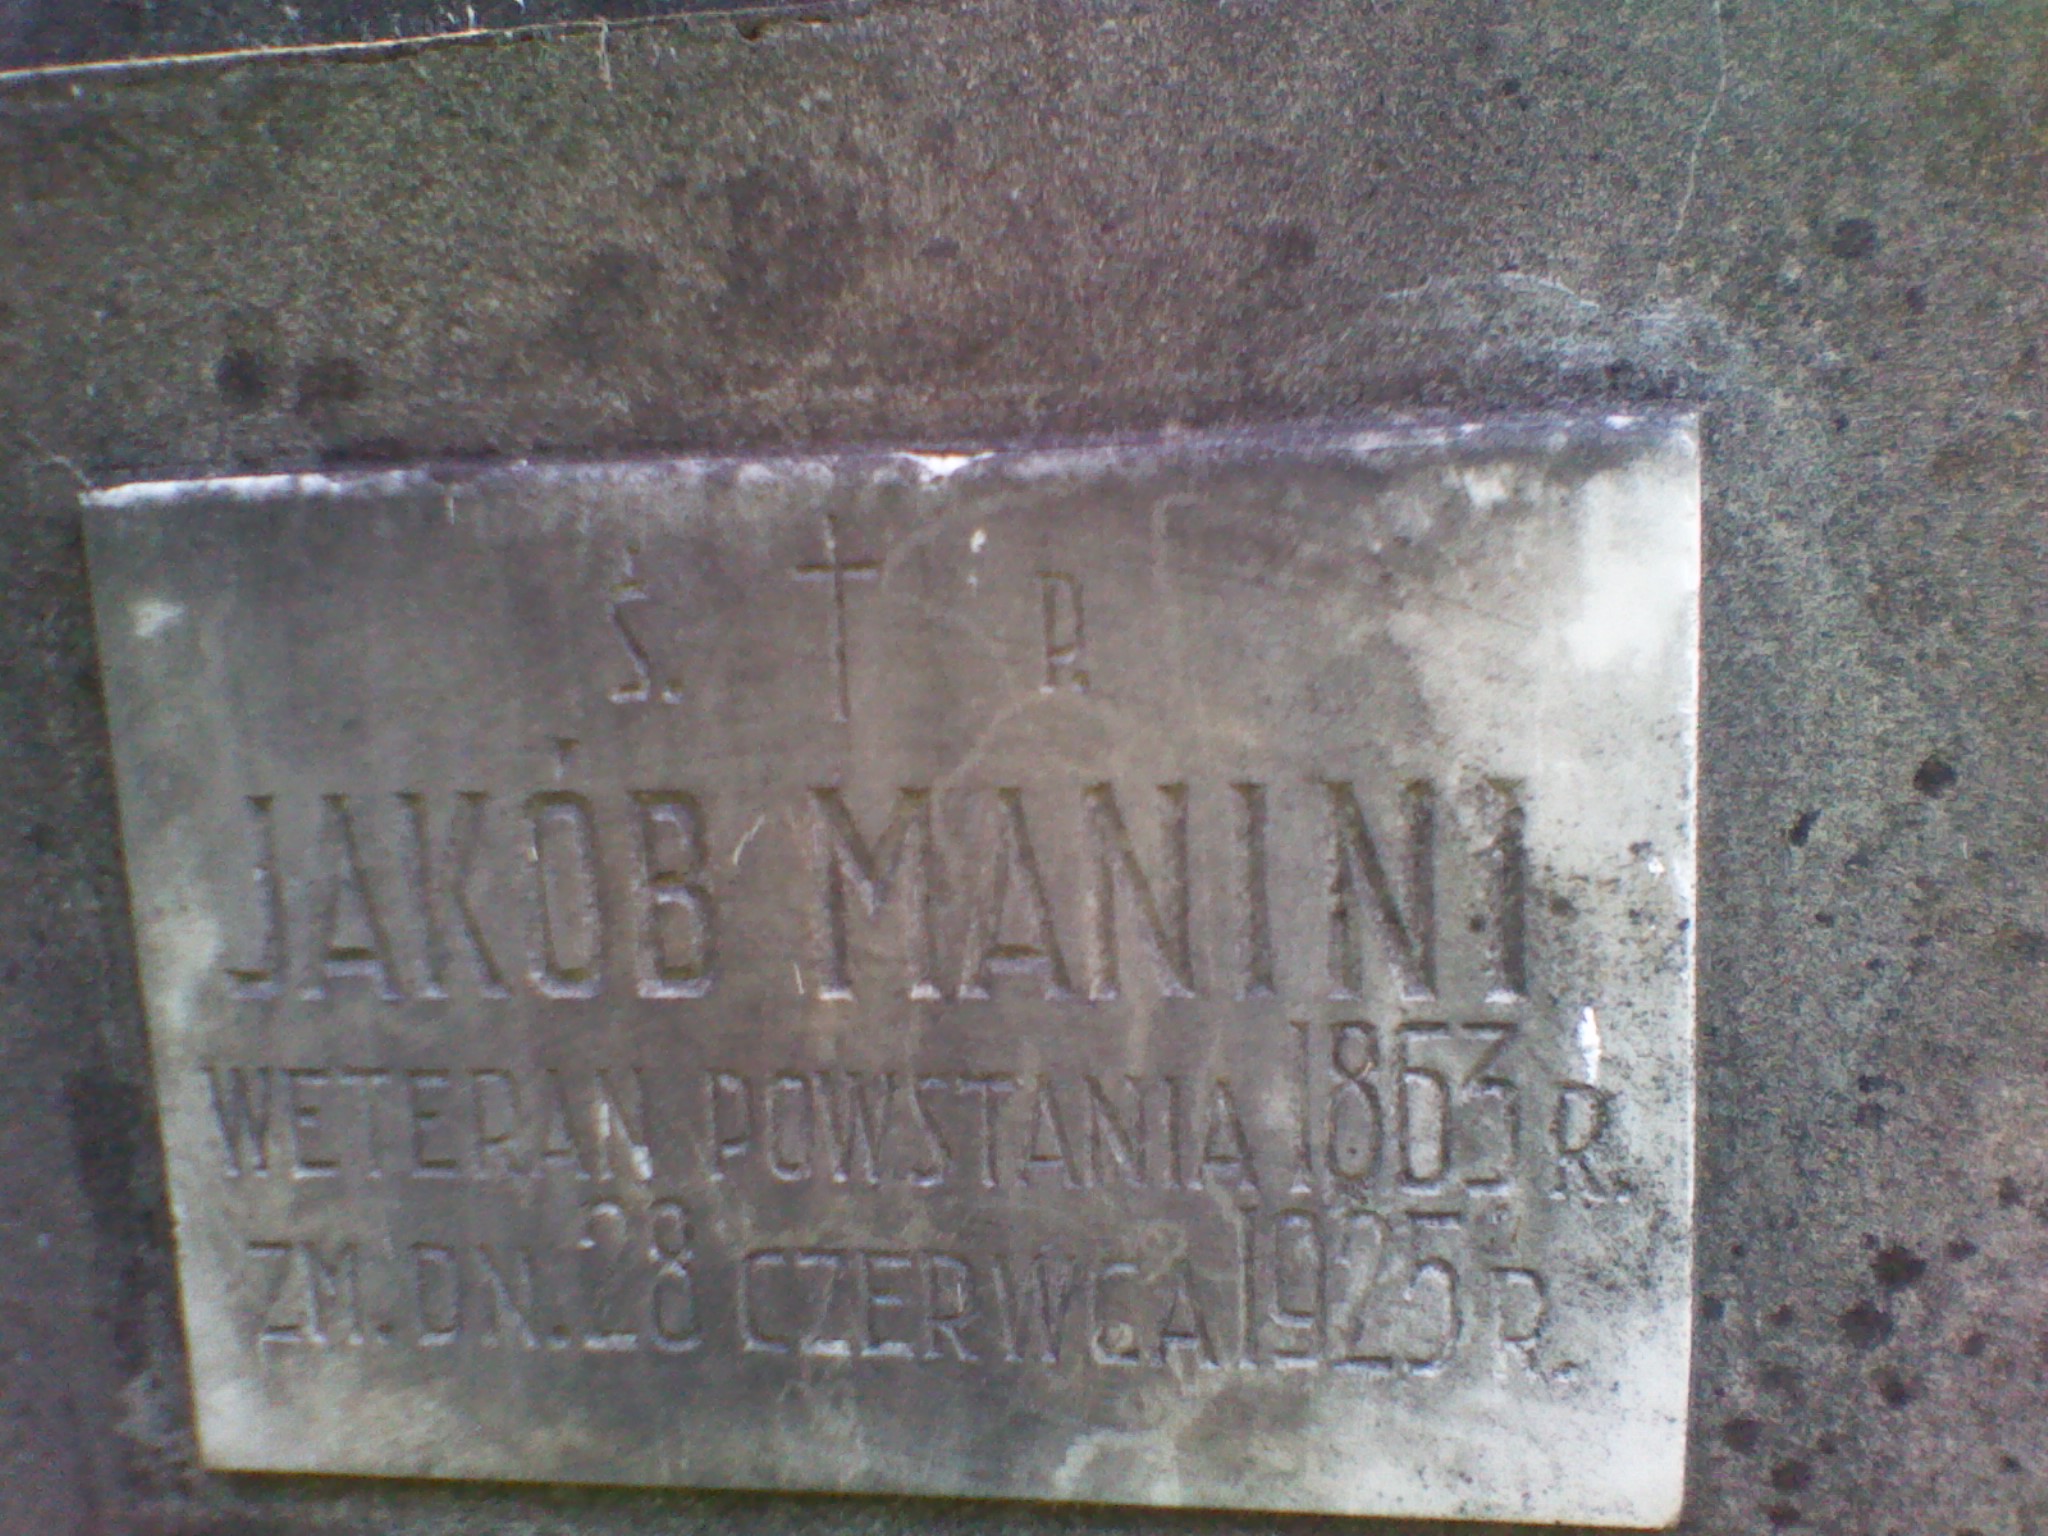 Ś. † P.
JAKÓB MANINI
WETERAN POWSTANIA 1863 R.
ZM. DN. 28 CZERWCA 1925 R.